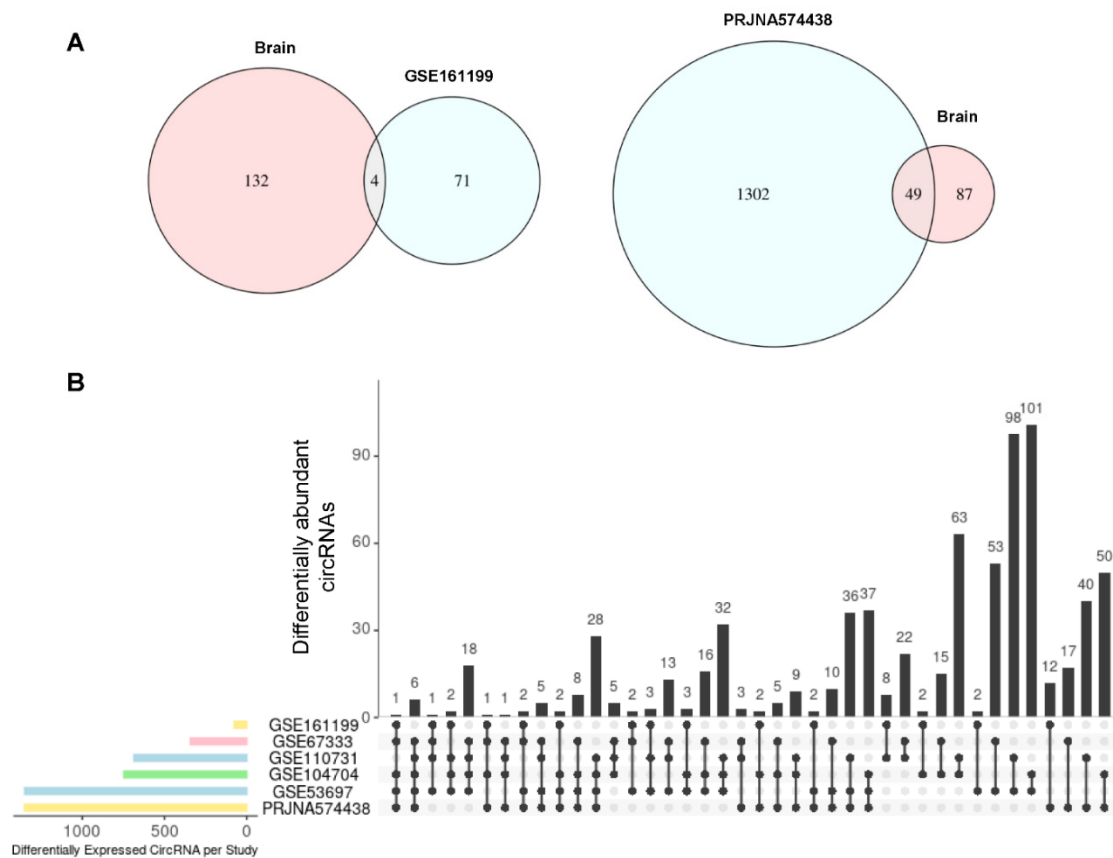 A
Brain
GSE161199
132
4
71
PRJNA574438
Brain
1302
49
87
B
Differentially abundant
circRNAs
90
60
30
0
1 6 1 2 18 1 1 2 5 2 8 28 5 2 3 13 3 16 32 3 2 5 9 2 10 36 37 8 22 2 15 63 2 53 98 101 12 17 40 50
GSE161199
GSE67333
GSE110731
GSE104704
GSE53697
PRJNA574438
1000 500 0
Differentially Expressed CircRNA per Study